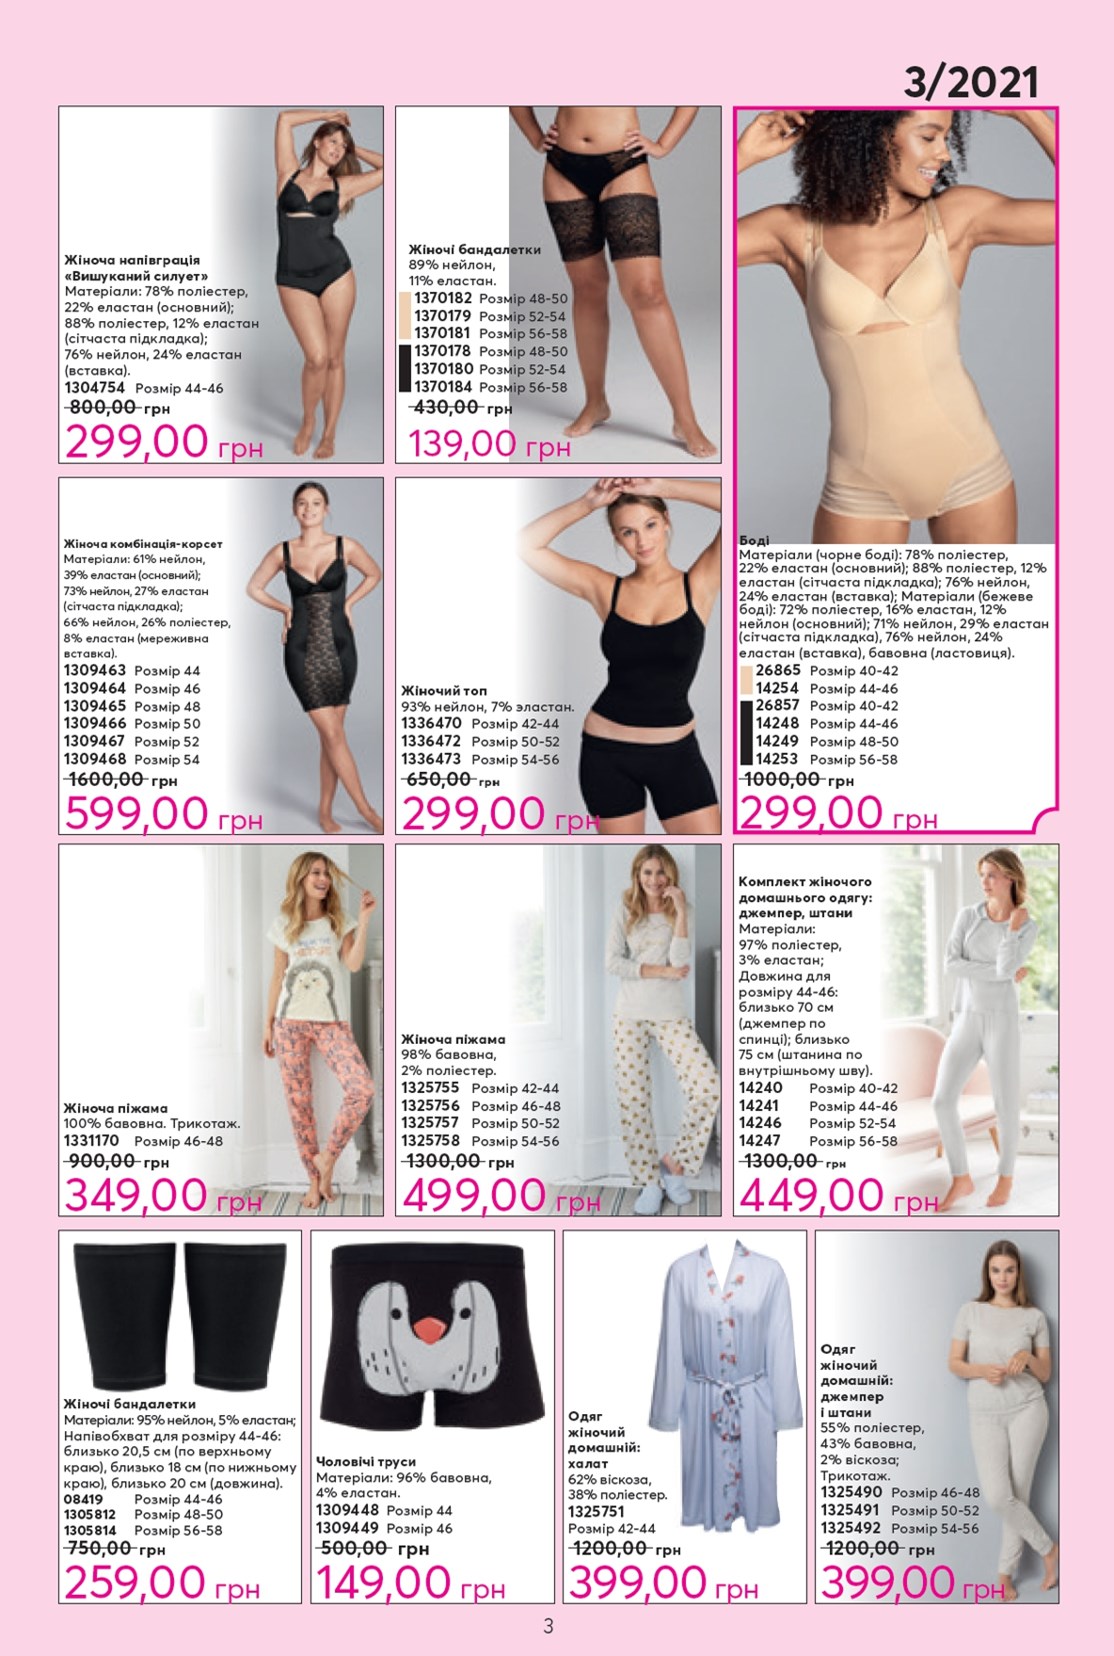 3/2021
Жіноча напівграція
«Вишуканий силует»
Матеріали: 78% поліестер,
22% еластан (основний);
88% поліестер, 12% еластан
(сітчаста підкладка);
76% нейлон, 24% еластан
(вставка).
1304754 Розмір 44-46
800,00 грн
299,00 грн
Жіночі бандалетки
89% нейлон,
11% еластан.
1370182 Розмір 48-50
1370179 Розмір 52-54
1370181 Розмір 56-58
1370178 Розмір 48-50
1370180 Розмір 52-54
1370184 Розмір 56-58
430,00 грн
139,00 грн
Боді
Матеріали (чорне боді): 78% поліестер,
22% еластан (основний); 88% поліестер, 12%
еластан (сітчаста підкладка); 76% нейлон,
24% еластан (вставка); Матеріали (бежеве
боді): 72% поліестер, 16% еластан, 12%
нейлон (основний); 71% нейлон, 29% еластан
(сітчаста підкладка), 76% нейлон, 24%
еластан (вставка), бавовна (ластовиця).
26865 Розмір 40-42
14254 Розмір 44-46
26857 Розмір 40-42
14248 Розмір 44-46
14249 Розмір 48-50
14253 Розмір 56-58
1000,00 грн
299,00 грн
Жіноча комбінація-корсет
Матеріали: 61% нейлон,
39% еластан (основний);
73% нейлон, 27% еластан
(сітчаста підкладка);
66% нейлон, 26% поліестер,
8% еластан (мереживна
вставка).
1309463 Розмір 44
1309464 Розмір 46
1309465 Розмір 48
1309466 Розмір 50
1309467 Розмір 52
1309468 Розмір 54
1600,00 грн
599,00 грн
Жіночий топ
93% нейлон, 7% эластан.
1336470 Розмір 42-44
1336472 Розмір 50-52
1336473 Розмір 54-56
650,00 грн
299,00 грн
Жіноча піжама
100% бавовна. Трикотаж.
1331170 Розмір 46-48
900,00 грн
349,00 грн
Жіноча піжама
98% бавовна,
2% поліестер.
1325755 Розмір 42-44
1325756 Розмір 46-48
1325757 Розмір 50-52
1325758 Розмір 54-56
1300,00 грн
499,00 грн
Комплект жіночого
домашнього одягу:
джемпер, штани
Матеріали:
97% поліестер,
3% еластан;
Довжина для
розміру 44-46:
близько 70 см
(джемпер по
спинці); близько
75 см (штанина по
внутрішньому шву).
14240 Розмір 40-42
14241 Розмір 44-46
14246 Розмір 52-54
14247 Розмір 56-58
1300,00 грн
449,00 грн
Жіночі бандалетки
Матеріали: 95% нейлон, 5% еластан;
Напівобхват для розміру 44-46:
близько 20,5 см (по верхньому
краю), близько 18 см (по нижньому
краю), близько 20 см (довжина).
08419 Розмір 44-46
1305812 Розмір 48-50
1305814 Розмір 56-58
750,00 грн
259,00 грн
Чоловічі труси
Матеріали: 96% бавовна,
4% еластан.
1309448 Розмір 44
1309449 Розмір 46
500,00 грн
149,00 грн
Одяг
жіночий
домашній:
халат
62% віскоза,
38% поліестер.
1325751
Розмір 42-44
1200,00 грн
399,00 грн
Одяг
жіночий
домашній:
джемпер
і штани
55% поліестер,
43% бавовна,
2% віскоза;
Трикотаж.
1325490 Розмір 46-48
1325491 Розмір 50-52
1325492 Розмір 54-56
1200,00 грн
399,00 грн
3